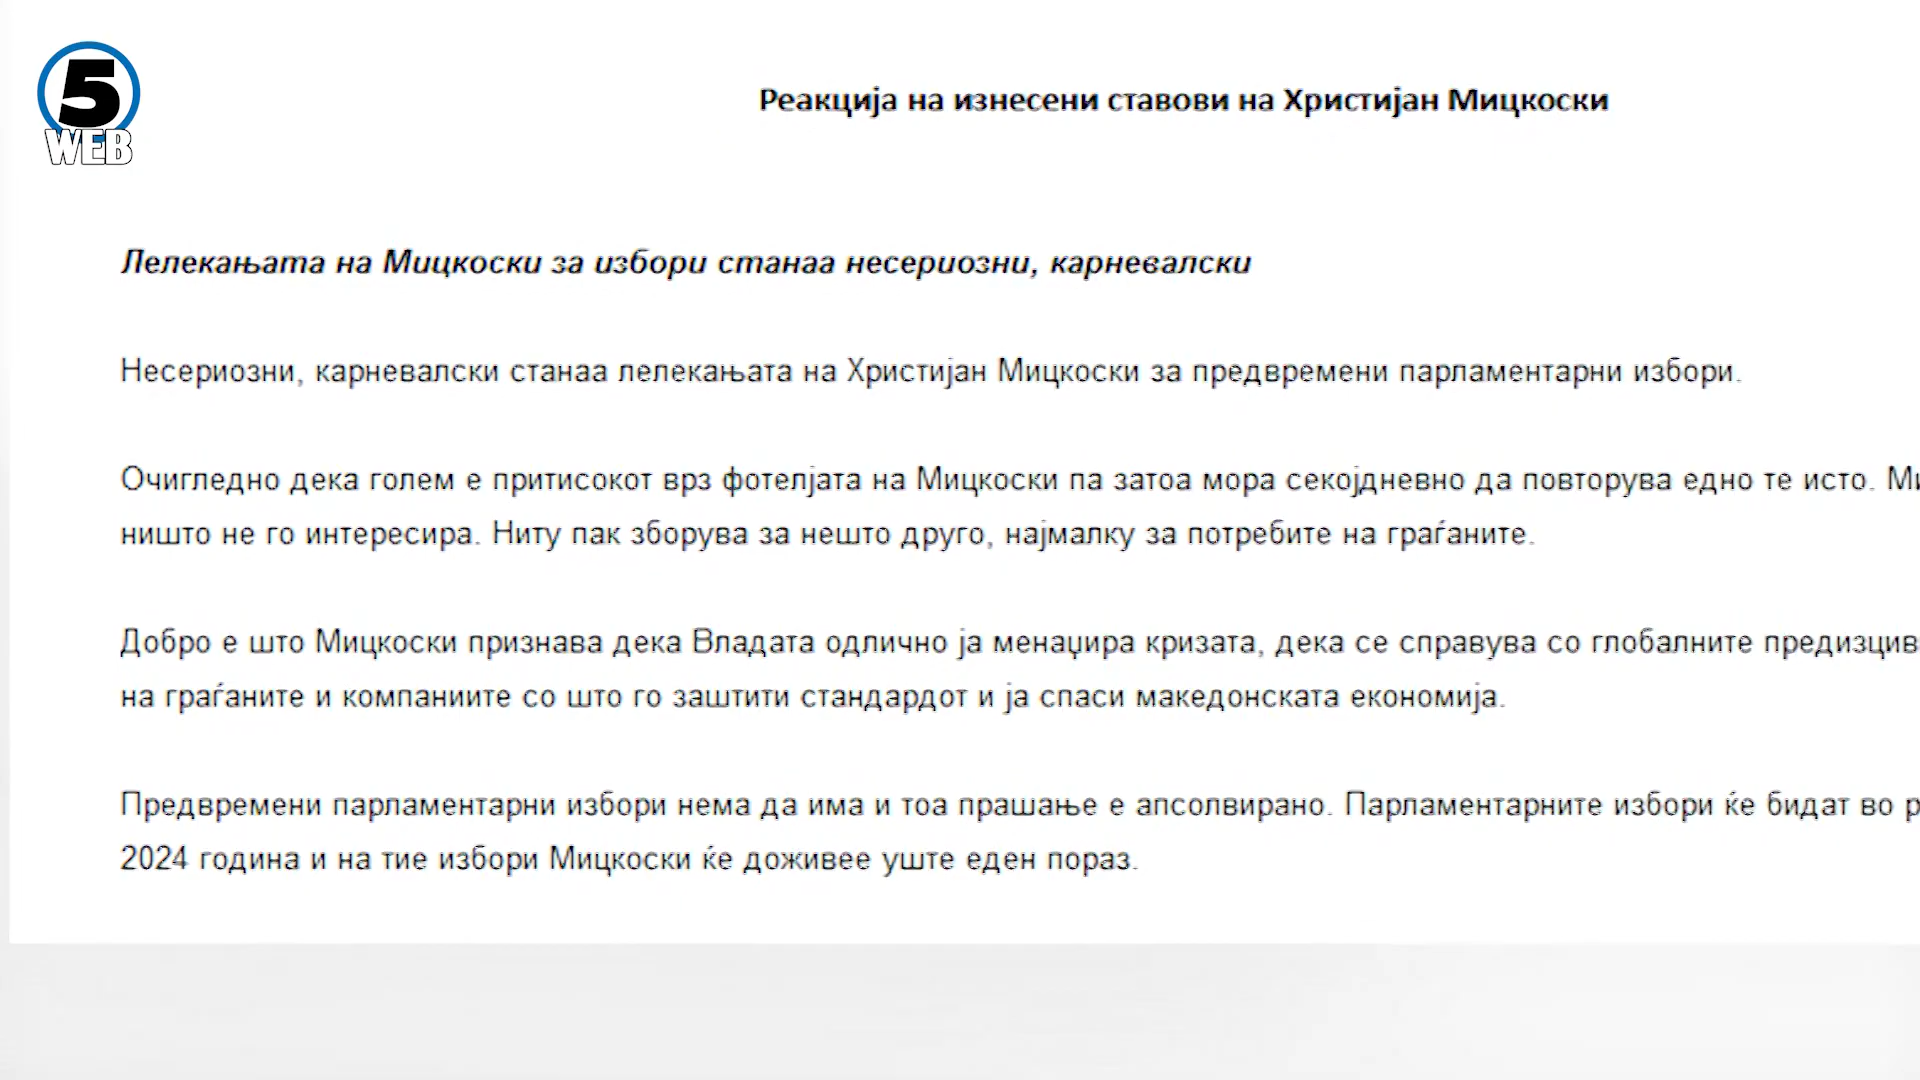 5
WEB
Реакција на изнесени ставови на Христијан Мицкоски
Лелекањата на Мицкоски за избори станаа несериозни, карневалски
Несериозни, карневалски станаа лелекањата на Христијан Мицкоски за предвремени парламентарни избори.
Очигледно дека голем е притисокот врз фотелјата на Мицкоски па затоа мора секојдневно да повторува едно те исто.
ништо не го интересира. Ниту пак зборува за нешто друго, најмалку за потребите на граѓаните.
Добро е што Мицкоски признава дека Владата одлично ја менаџира кризата, дека се справува со глобалните
на граѓаните и компаниите со што го заштити стандардот и ја спаси македонската економија.
Предвремени парламентарни избори нема да има и тоа прашање е апсолвирано. Парламентарните избори ќе бидат во
2024 година и на тие избори Мицкоски ќе доживее уште еден пораз.